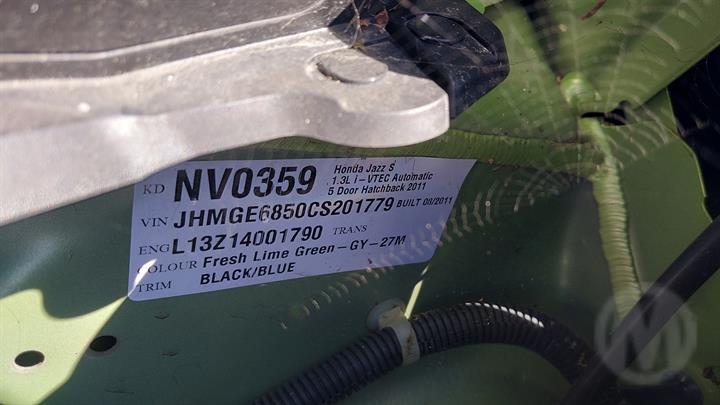 KD NV0359 Honda Jazz S
1.3L i-VTEC Automatic
5 Door Hatchback 2011
VIN JHMGE6850CS201779 BUILT 08/2011
ENG L13Z14001790 TRANS
COLOUR Fresh Lime Green-GY-27M
TRIM BLACK/BLUE
M